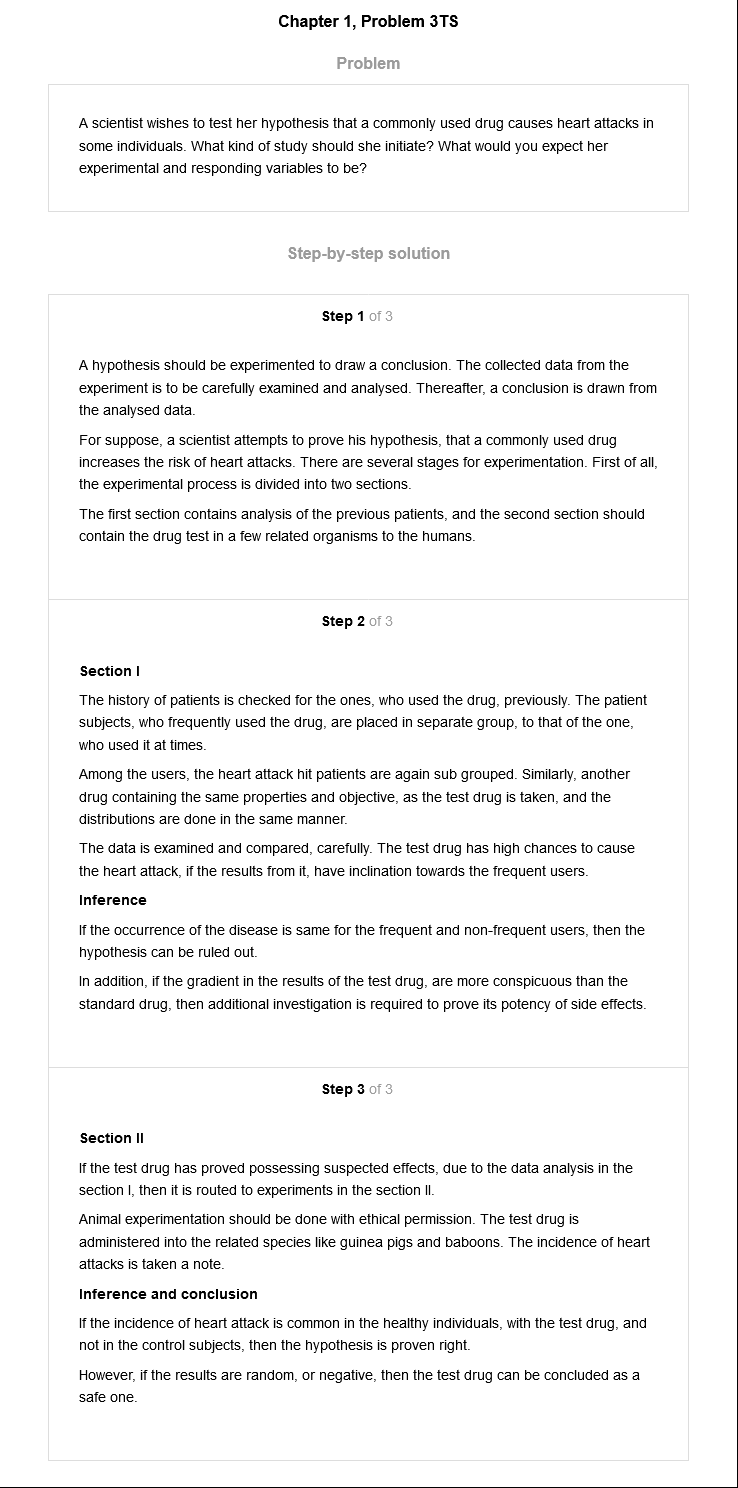 Chapter 1, Problem 3TS
Problem
A scientist wishes to test her hypothesis that a commonly used drug causes heart attacks in
some individuals. What kind of study should she initiate? What would you expect her
experimental and responding variables to be?
Step-by-step solution
Step 1 of 3
A hypothesis should be experimented to draw a conclusion. The collected data from the
experiment is to be carefully examined and analysed. Thereafter, a conclusion is drawn from
the analysed data.
For suppose, a scientist attempts to prove his hypothesis, that a commonly used drug
increases the risk of heart attacks. There are several stages for experimentation. First of all,
the experimental process is divided into two sections.
The first section contains analysis of the previous patients, and the second section should
contain the drug test in a few related organisms to the humans.
Step 2 of 3
Section I
The history of patients is checked for the ones, who used the drug, previously. The patient
subjects, who frequently used the drug, are placed in separate group, to that of the one,
who used it at times.
Among the users, the heart attack hit patients are again sub grouped. Similarly, another
drug containing the same properties and objective, as the test drug is taken, and the
distributions are done in the same manner.
The data is examined and compared, carefully. The test drug has high chances to cause
the heart attack, if the results from it, have inclination towards the frequent users.
Inference
If the occurrence of the disease is same for the frequent and non-frequent users, then the
hypothesis can be ruled out.
In addition, if the gradient in the results of the test drug, are more conspicuous than the
standard drug, then additional investigation is required to prove its potency of side effects.
Step 3 of 3
Section II
If the test drug has proved possessing suspected effects, due to the data analysis in the
section I, then it is routed to experiments in the section II.
Animal experimentation should be done with ethical permission. The test drug is
administered into the related species like guinea pigs and baboons. The incidence of heart
attacks is taken a note.
Inference and conclusion
If the incidence of heart attack is common in the healthy individuals, with the test drug, and
not in the control subjects, then the hypothesis is proven right.
However, if the results are random, or negative, then the test drug can be concluded as a
safe one.